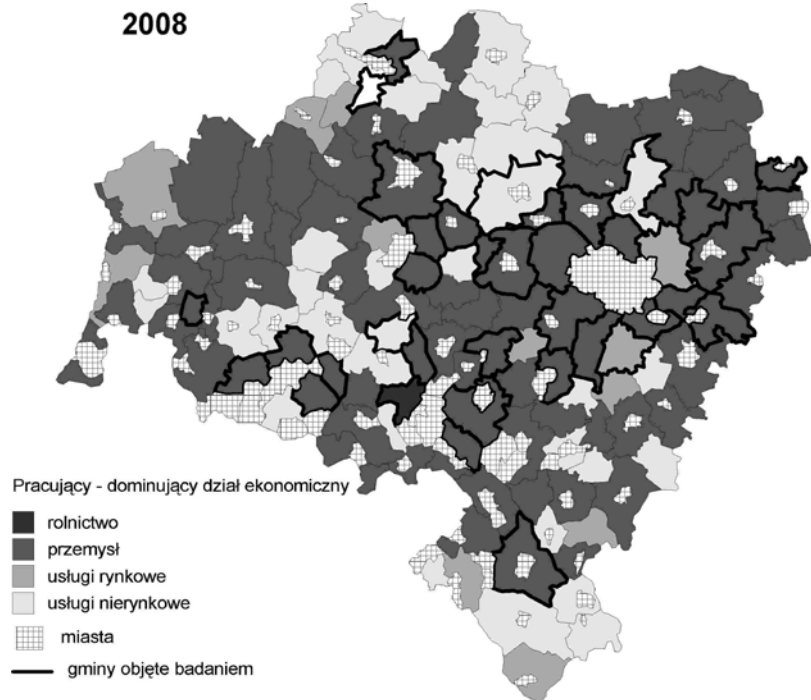 2008
Pracujący - dominujący dział ekonomiczny
rolnictwo
przemysł
usługi rynkowe
usługi nierynkowe
miasta
gminy objęte badaniem